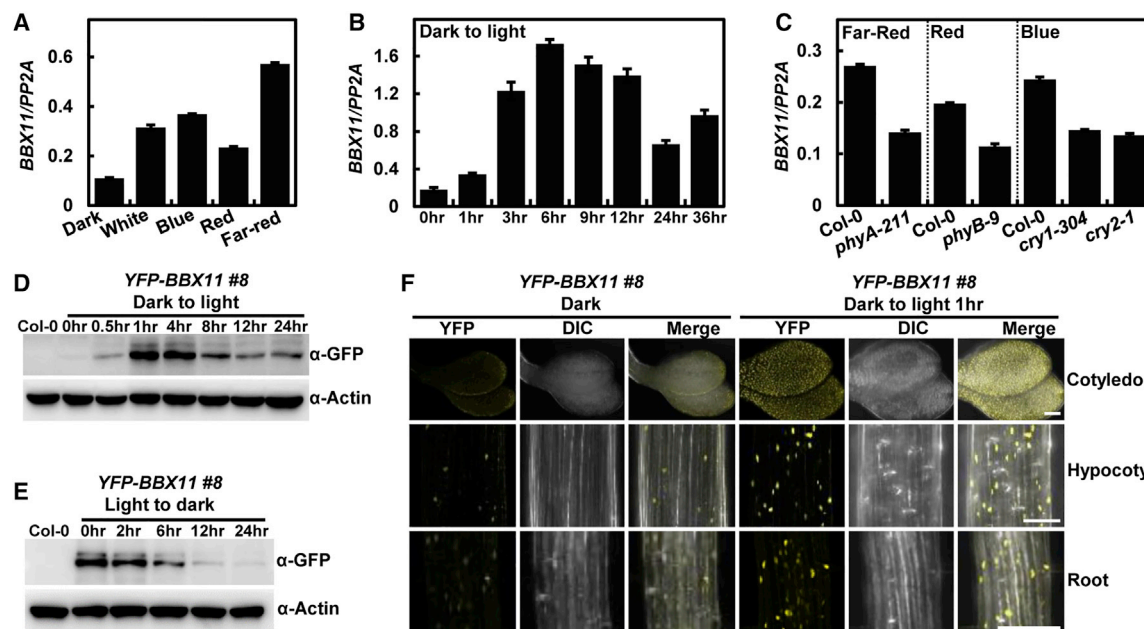 A
BBX11/PP2A
0.6
0.4
0.2
0
Dark
White
Blue
Red
Far-red
B
Dark to light
BBX11/PP2A
1.6
1.2
0.8
0.4
0
0hr 1hr 3hr 6hr 9hr 12hr 24hr 36hr
C
Far-Red Red Blue
BBX11/PP2A
0.3
0.2
0.1
0
Col-0
phyA-211
Col-0
phyB-9
Col-0
cry1-304
cry2-1
D
YFP-BBX11 #8
Dark to light
Col-0 0hr 0.5hr 1hr 4hr 8hr 12hr 24hr
α-GFP
α-Actin
E
YFP-BBX11 #8
Light to dark
Col-0 0hr 2hr 6hr 12hr 24hr
α-GFP
α-Actin
F
YFP-BBX11 #8 YFP-BBX11 #8
Dark Dark to light 1hr
YFP DIC Merge YFP DIC Merge
Cotyledo
Hypocoty
Root